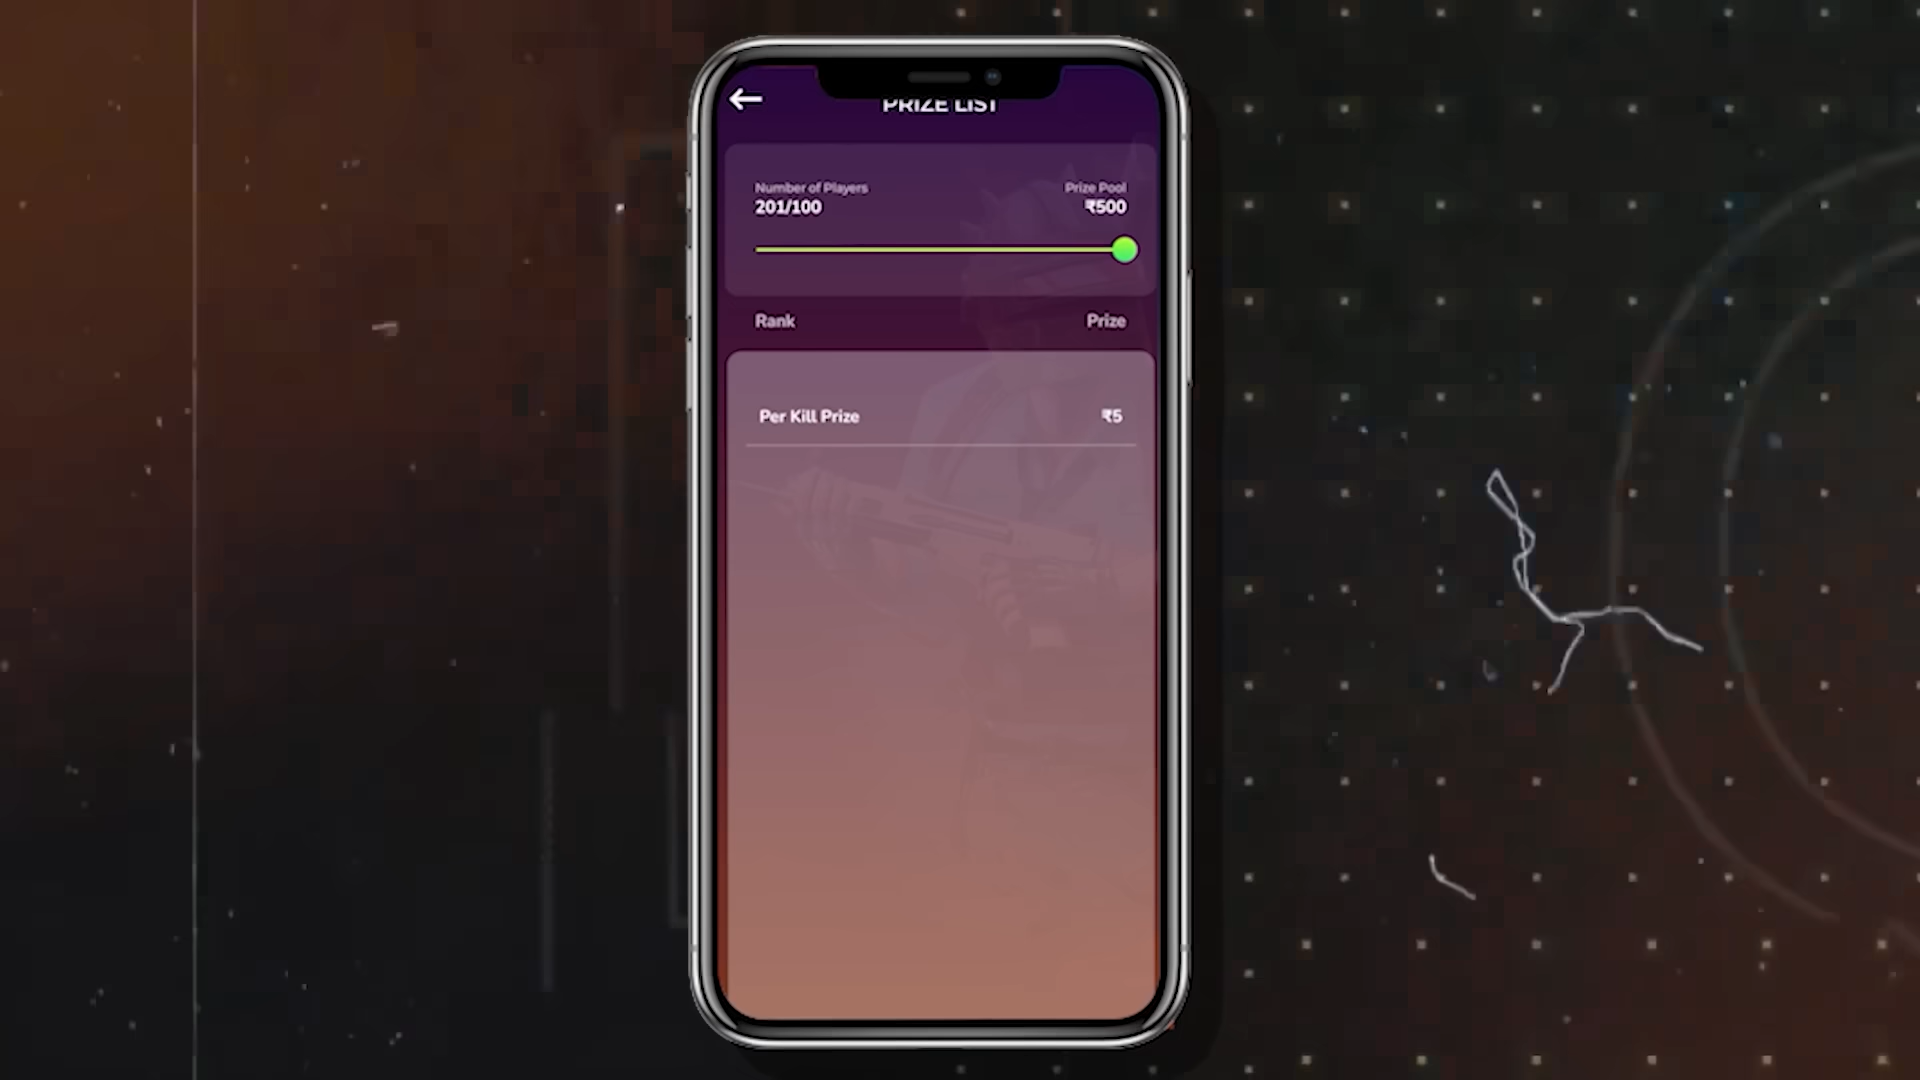 PRIZE LIST
Number of Players
Prize Pool
201/100
₹500
Rank
Prize
Per Kill Prize
₹5